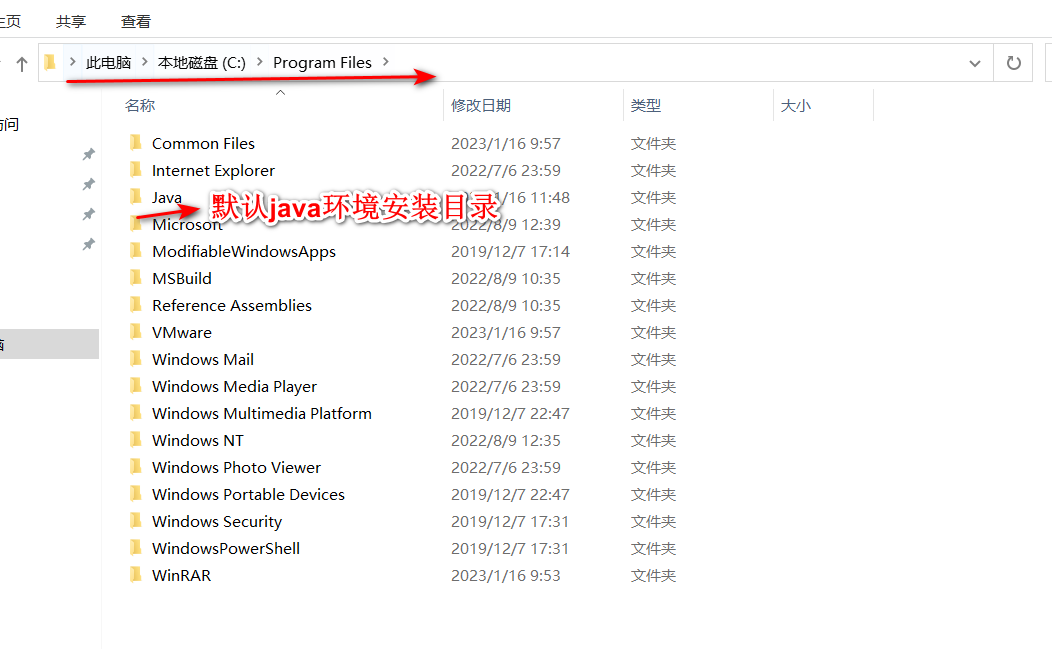 主页 共享 查看
此电脑 本地磁盘 (C:) Program Files
名称 修改日期 类型 大小
访问
Common Files 2023/1/16 9:57 文件夹
Internet Explorer 2022/7/6 23:59 文件夹
Java 1/16 11:48 文件夹
默认java环境安装目录
Microsoft 2022/8/9 12:39 文件夹
ModifiableWindowsApps 2019/12/7 17:14 文件夹
MSBuild 2022/8/9 10:35 文件夹
Reference Assemblies 2022/8/9 10:35 文件夹
VMware 2023/1/16 9:57 文件夹
Windows Mail 2022/7/6 23:59 文件夹
Windows Media Player 2022/7/6 23:59 文件夹
Windows Multimedia Platform 2019/12/7 22:47 文件夹
Windows NT 2022/8/9 12:35 文件夹
Windows Photo Viewer 2022/7/6 23:59 文件夹
Windows Portable Devices 2019/12/7 22:47 文件夹
Windows Security 2019/12/7 17:31 文件夹
WindowsPowerShell 2019/12/7 17:31 文件夹
WinRAR 2023/1/16 9:53 文件夹